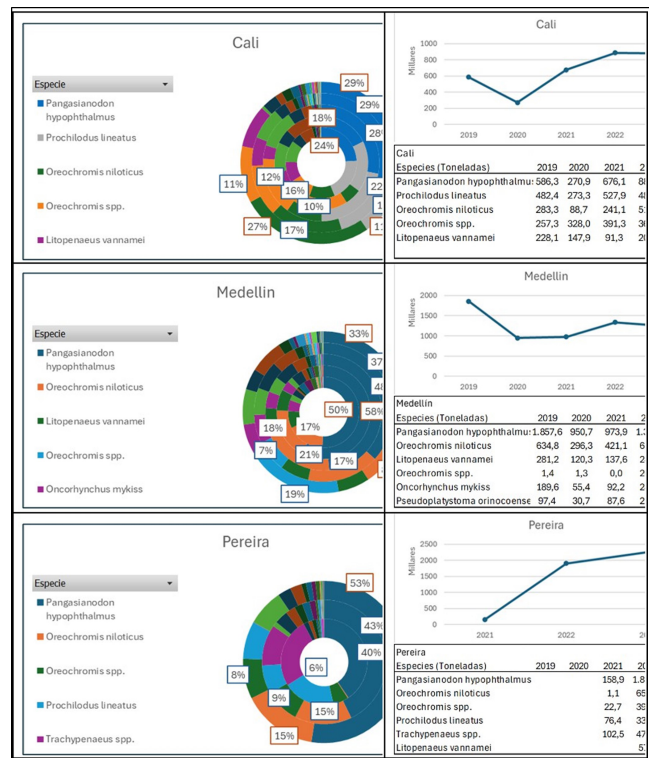 Cali
Especie
Pangasianodon
hypophthalmus
Prochilodus lineatus
Oreochromis niloticus
Oreochromis spp.
Litopenaeus vannamei
29%
29%
28
18%
24%
22
12%
16%
11%
10%
27%
17%
Cali
Millares
1000
800
600
400
200
0
2019 2020 2021 2022
Cali
Especies (Toneladas) 2019 2020 2021 2
Pangasianodon hypophthalmu: 586,3 270,9 676,1
Prochilodus lineatus 482,4 273,3 527,9
Oreochromis niloticus 283,3 88,7 241,1
Oreochromis spp. 257,3 328,0 391,3
Litopenaeus vannamei 228,1 147,9 91,3
Medellin
Especie
Pangasianodon
hypophthalmus
Oreochromis niloticus
Litopenaeus vannamei
Oreochromis spp.
Oncorhynchus mykiss
33%
37
50%
58%
18%
17%
7%
21%
17%
19%
Medellin
Millares
2000
1500
1000
500
0
2019 2020 2021 2022
Medellin
Especies (Toneladas) 2019 2020 2021 2
Pangasianodon hypophthalmu: 1.857,6 950,7 973,9
Oreochromis niloticus 634,8 296,3 421,1
Litopenaeus vannamei 281,2 120,3 137,6
Oreochromis spp. 1,4 1,3 0,0
Oncorhynchus mykiss 189,6 55,4 92,2
Pseudoplatystoma orinocoense 97,4 30,7 87,6
Pereira
Especie
Pangasianodon
hypophthalmus
Oreochromis niloticus
Oreochromis spp.
Prochilodus lineatus
Trachypenaeus spp.
53%
43%
40%
6%
8%
9%
15%
15%
Pereira
Millares
2500
2000
1500
1000
500
0
2021 2022
Pereira
Especies (Toneladas) 2019 2020 2021
Pangasianodon hypophthalmus 158,9 1.8
Oreochromis niloticus 1,1
Oreochromis spp. 22,7
Prochilodus lineatus 76,4
Trachypenaeus spp. 102,5
Litopenaeus vannamei